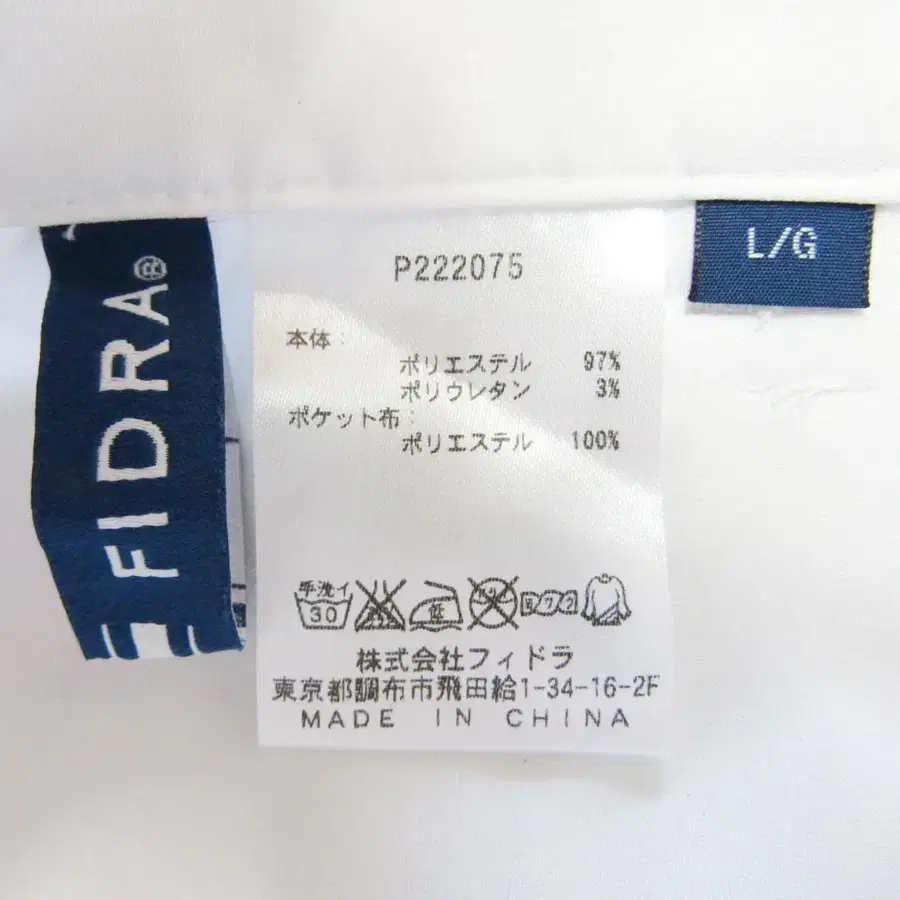 FIDRA®
P222075
L/G
本体:
ポリエステル 97%
ポリウレタン 3%
ポケット布:
ポリエステル 100%
手洗イ
30
低
ヨワク
株式会社フィドラ
東京都調布市飛田給1-34-16-2F
MADE IN CHINA